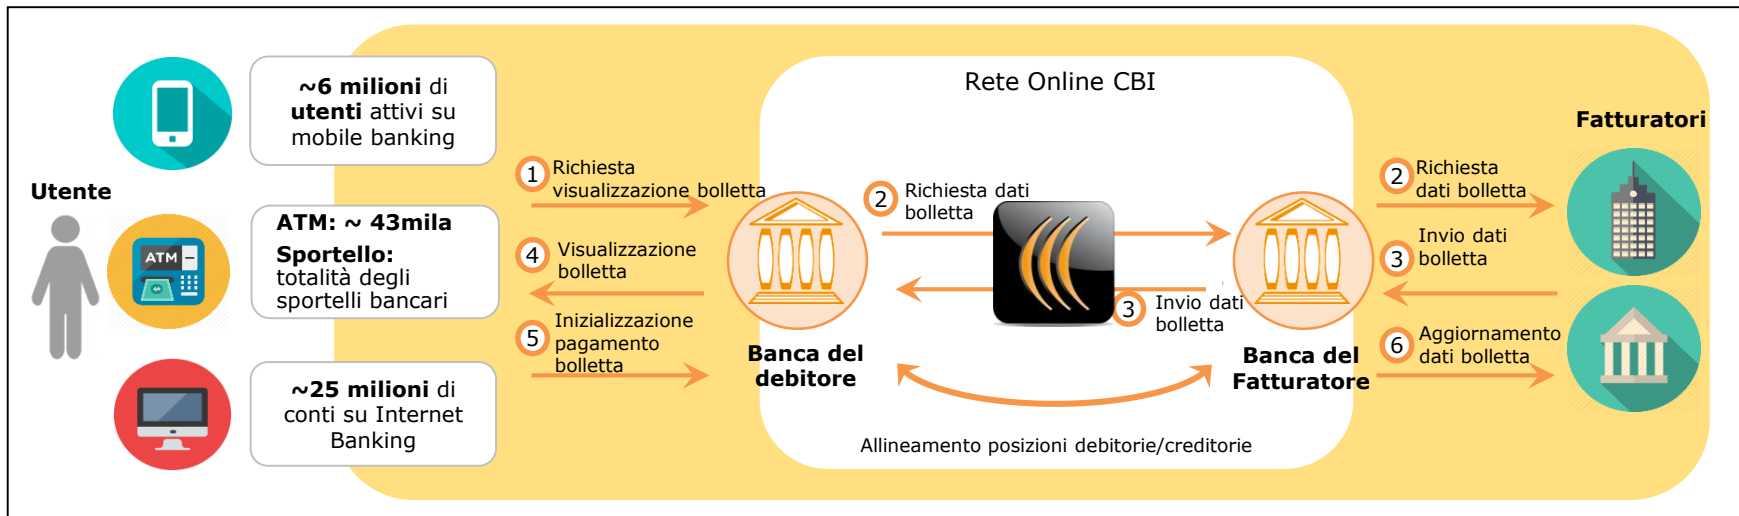 Utente
~6 milioni di
utenti attivi su
mobile banking
ATM
ATM: ~ 43mila
Sportello:
totalità degli
sportelli bancari
~25 milioni di
conti su Internet
Banking
1 Richiesta
visualizzazione bolletta
4 Visualizzazione
bolletta
5 Inizializzazione
pagamento
bolletta
Rete Online CBI
Banca del
debitore
2 Richiesta dati
bolletta
3 Invio dati
bolletta
Allineamento posizioni debitorie/creditorie
Banca del
Fatturatore
2 Richiesta
dati bolletta
3 Invio dati
bolletta
6 Aggiornamento
dati bolletta
Fatturatori